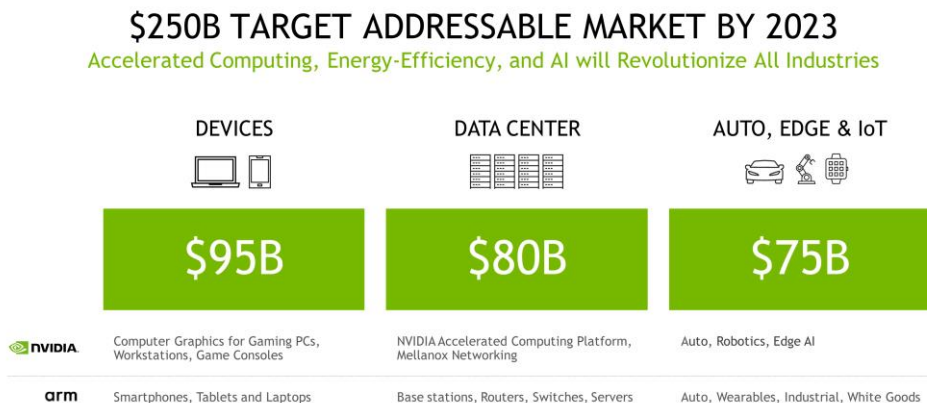 $250B TARGET ADDRESSABLE MARKET BY 2023
Accelerated Computing, Energy-Efficiency, and AI will Revolutionize All Industries
DEVICES
DATA CENTER
AUTO, EDGE & IoT
$95B
$80B
$75B
NVIDIA.
Computer Graphics for Gaming PCs,
Workstations, Game Consoles
NVIDIA Accelerated Computing Platform,
Mellanox Networking
Auto, Robotics, Edge AI
arm
Smartphones, Tablets and Laptops
Base stations, Routers, Switches, Servers
Auto, Wearables, Industrial, White Goods